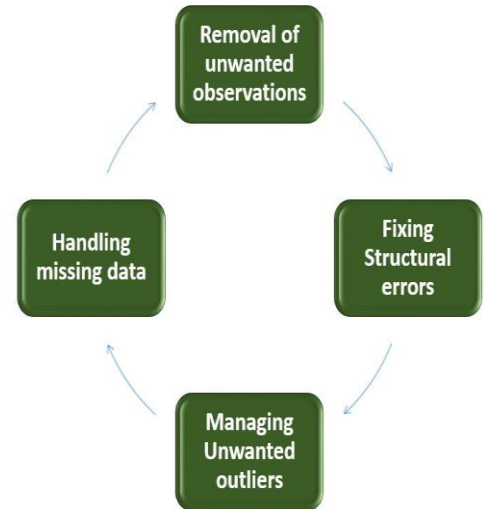 Removal of
unwanted
observations
Fixing
Structural
errors
Managing
Unwanted
outliers
Handling
missing data